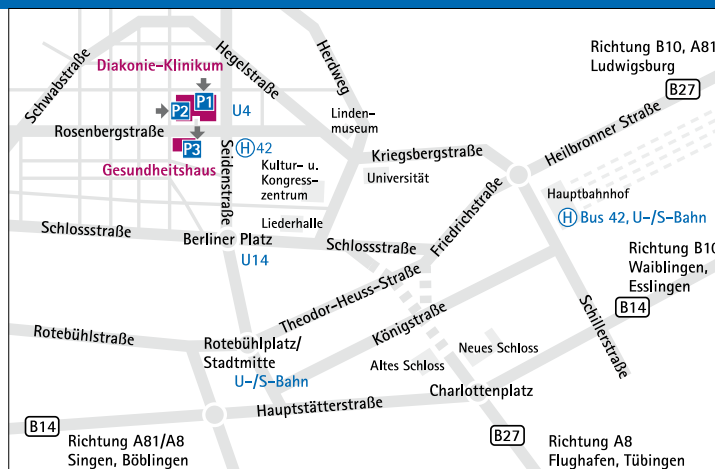 Richtung B10, A81
Ludwigsburg
B27
Schwabstraße
Diakonie-Klinikum
Hegelstraße
Herdweg
P1
P2
U4
Linden-
museum
Rosenbergstraße
H 42
P3
Gesundheitshaus
Seidenstraße
Kultur- u.
Kongress-
zentrum
Kriegsbergstraße
Universität
Heilbronner Straße
Hauptbahnhof
H Bus 42, U-/S-Bahn
Liederhalle
Schlossstraße
Berliner Platz
U14
Schlossstraße
Friedrichstraße
Richtung B10
Waiblingen,
Esslingen
B14
Theodor-Heuss-Straße
Königstraße
Schillerstraße
Rotebühlstraße
Rotebühlplatz/
Stadtmitte
U-/S-Bahn
Neues Schloss
Altes Schloss
Charlottenplatz
Hauptstätterstraße
B14
Richtung A81/A8
Singen, Böblingen
B27
Richtung A8
Flughafen, Tübingen